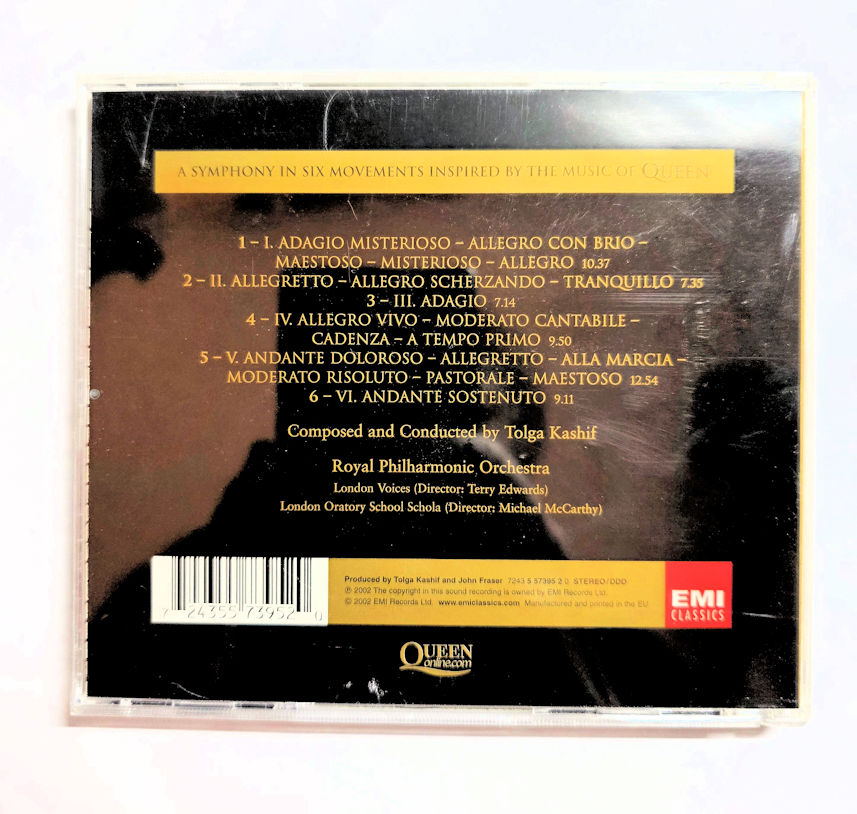 A SYMPHONY IN SIX MOVEMENTS INSPIRED BY THE MUSIC OF QUEEN
1 – I. ADAGIO MISTERIOSO – ALLEGRO CON BRIO –
MAESTOSO – MISTERIOSO – ALLEGRO 10.37
2 – II. ALLEGRETTO – ALLEGRO SCHERZANDO – TRANQUILLO 7.35
3 – III. ADAGIO 7.14
4 – IV. ALLEGRO VIVO – MODERATO CANTABILE –
CADENZA – A TEMPO PRIMO 9.50
5 – V. ANDANTE DOLOROSO – ALLEGRETTO – ALLA MARCIA –
MODERATO RISOLUTO – PASTORALE – MAESTOSO 12.54
6 – VI. ANDANTE SOSTENUTO 9.11
Composed and Conducted by Tolga Kashif
Royal Philharmonic Orchestra
London Voices (Director: Terry Edwards)
London Oratory School Schola (Director: Michael McCarthy)
Produced by Tolga Kashif and John Fraser 7243 5 57395 2 0 STEREO/DDD
℗ 2002 The copyright in this sound recording is owned by EMI Records Ltd.
© 2002 EMI Records Ltd. www.emiclassics.com Manufactured and printed in the EU
7 24355 73952 0
EMI
CLASSICS
QUEEN
online.com